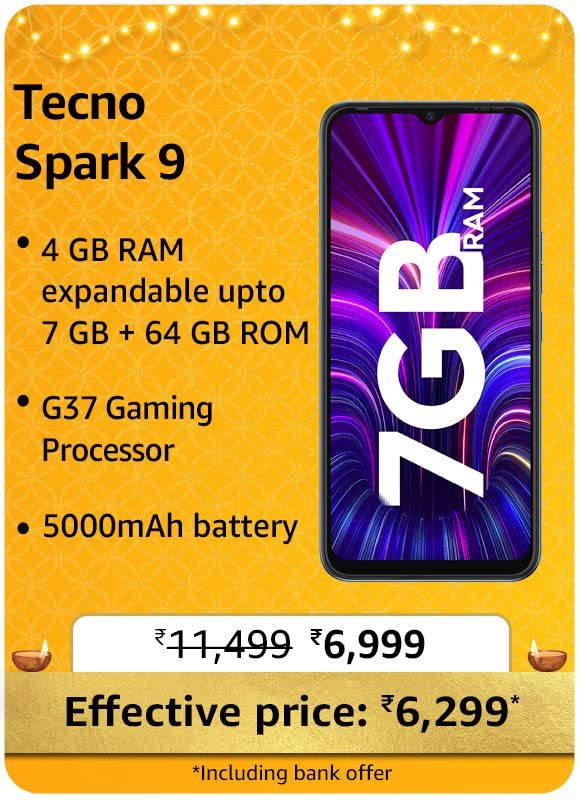 Tecno
Spark 9
• 4 GB RAM
expandable upto
7 GB + 64 GB ROM
• G37 Gaming
Processor
• 5000mAh battery
7GB RAM
₹11,499 ₹6,999
Effective price: ₹6,299*
*Including bank offer